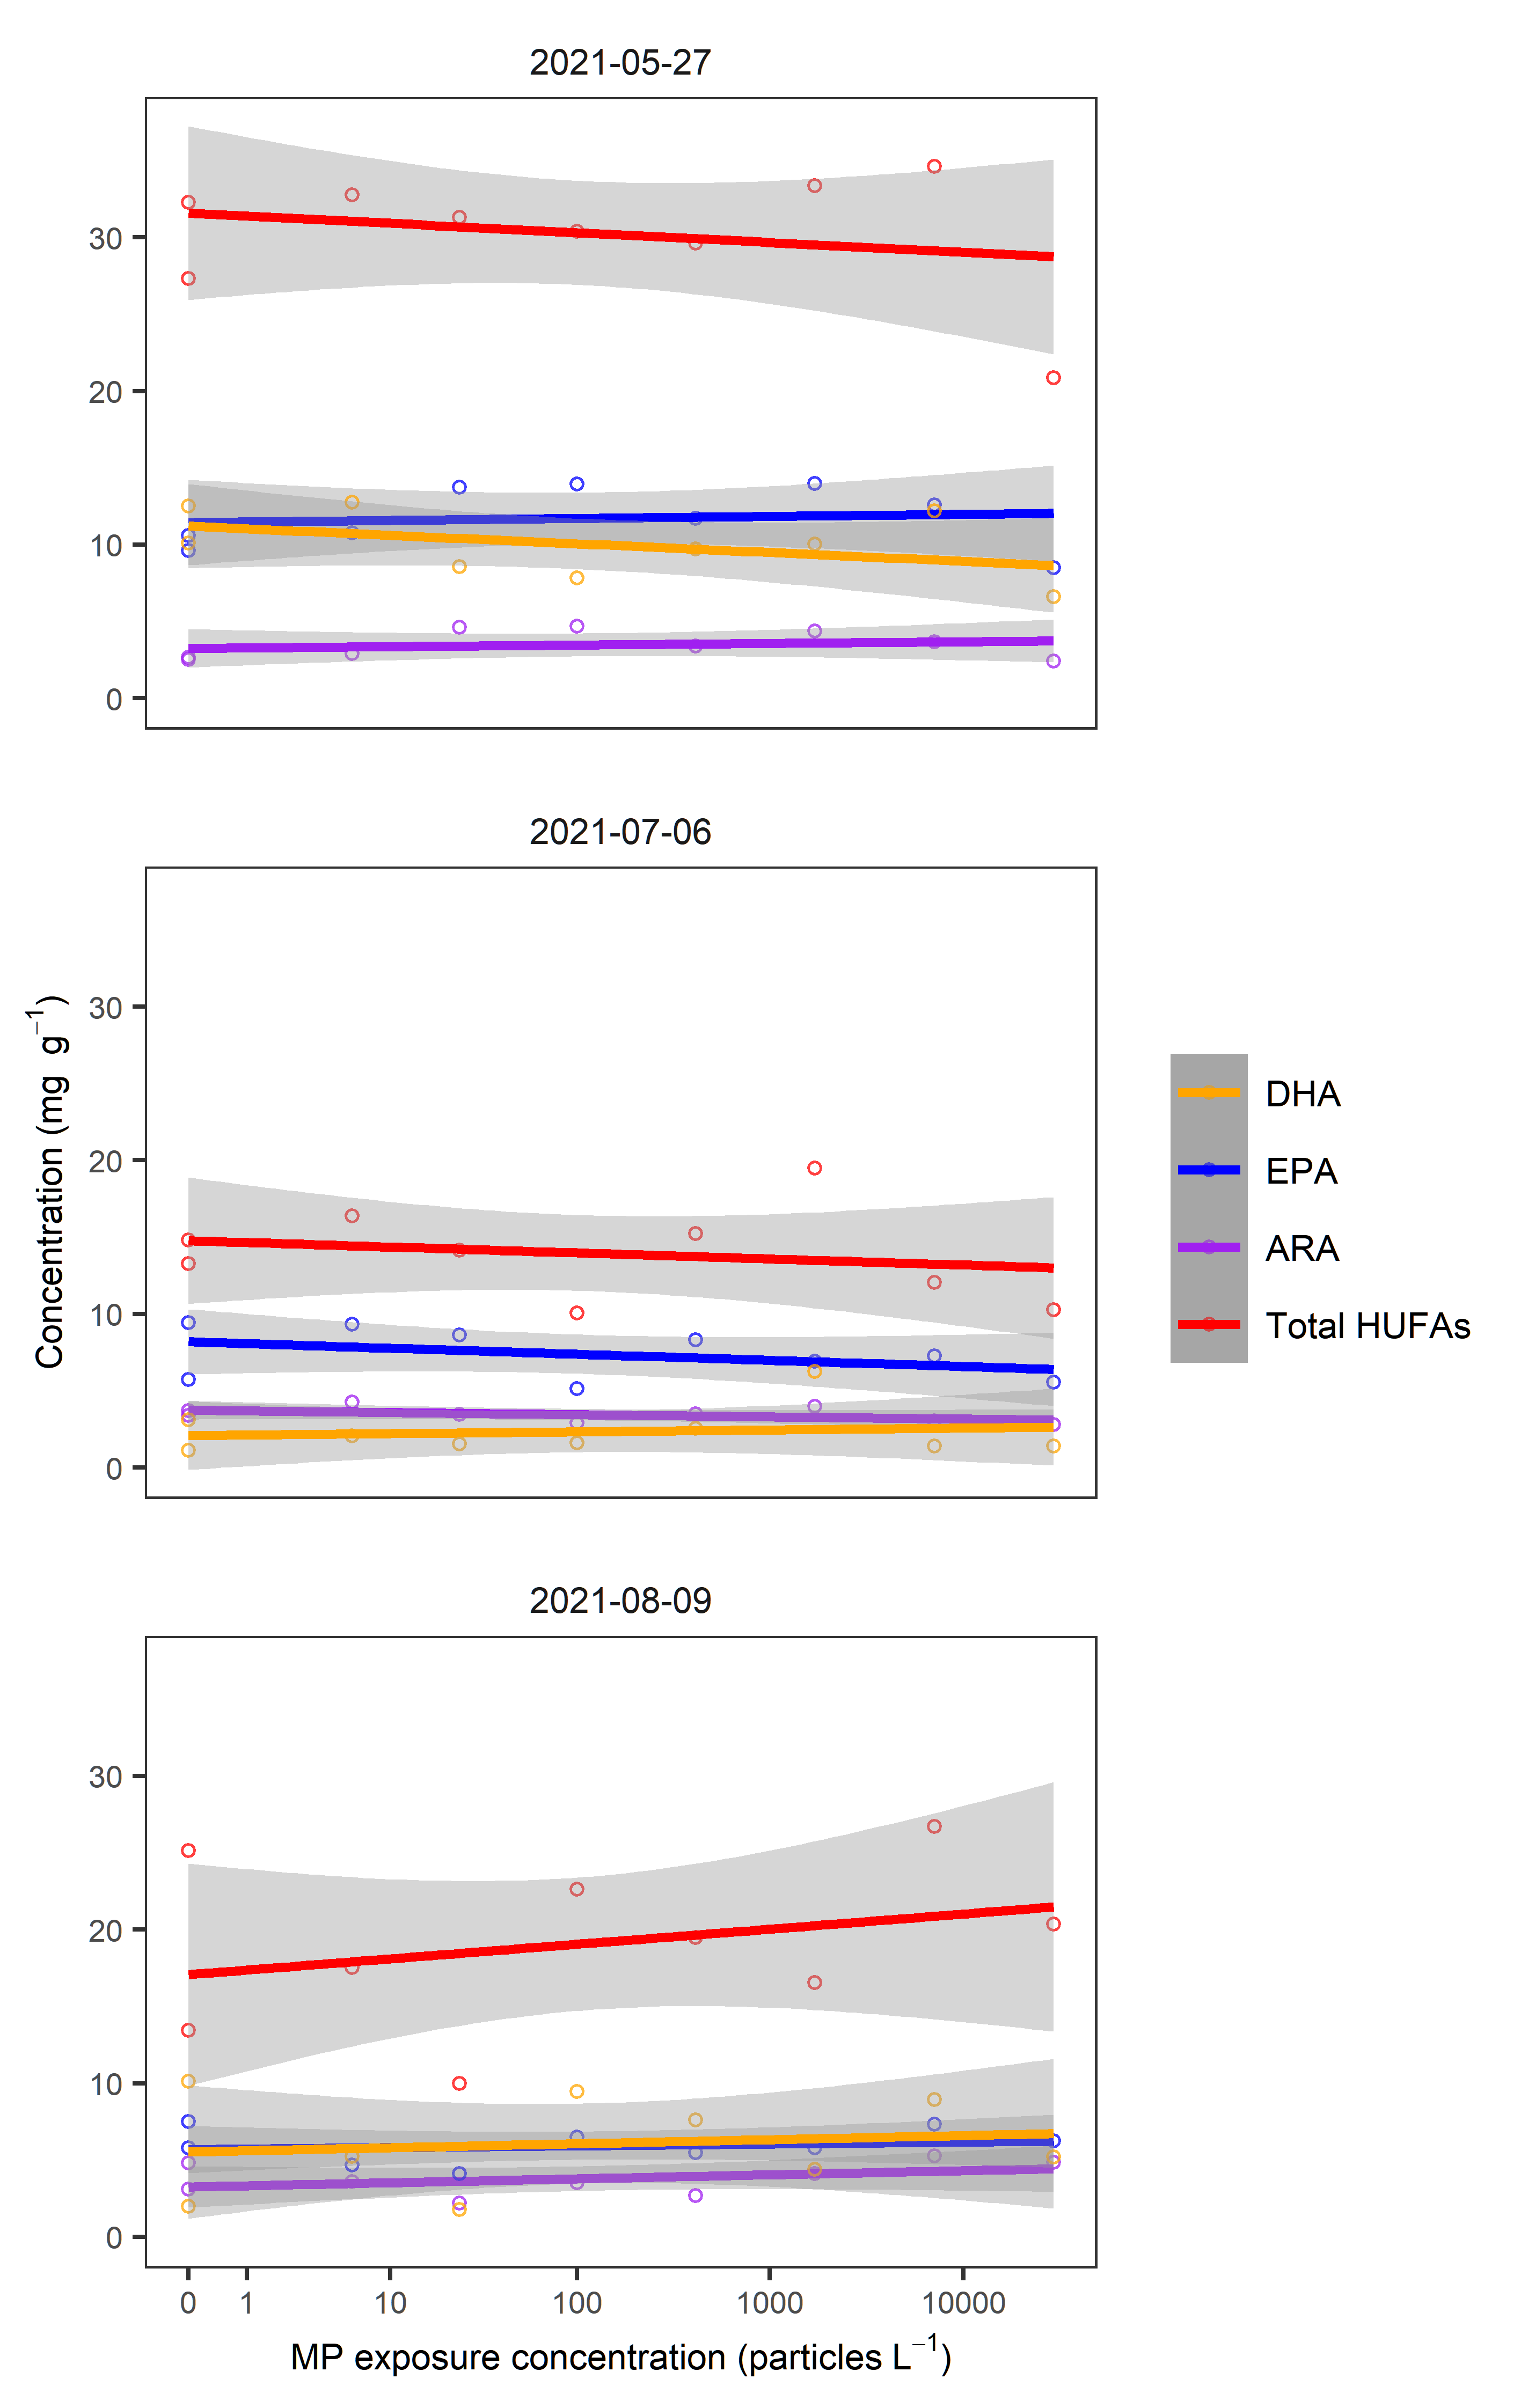 2021-05-27
30
20
10
0
2021-07-06
30
20
10
0
Concentration (mg g⁻¹)
DHA
EPA
ARA
Total HUFAs
2021-08-09
30
20
10
0
0 1 10 100 1000 10000
MP exposure concentration (particles L⁻¹)